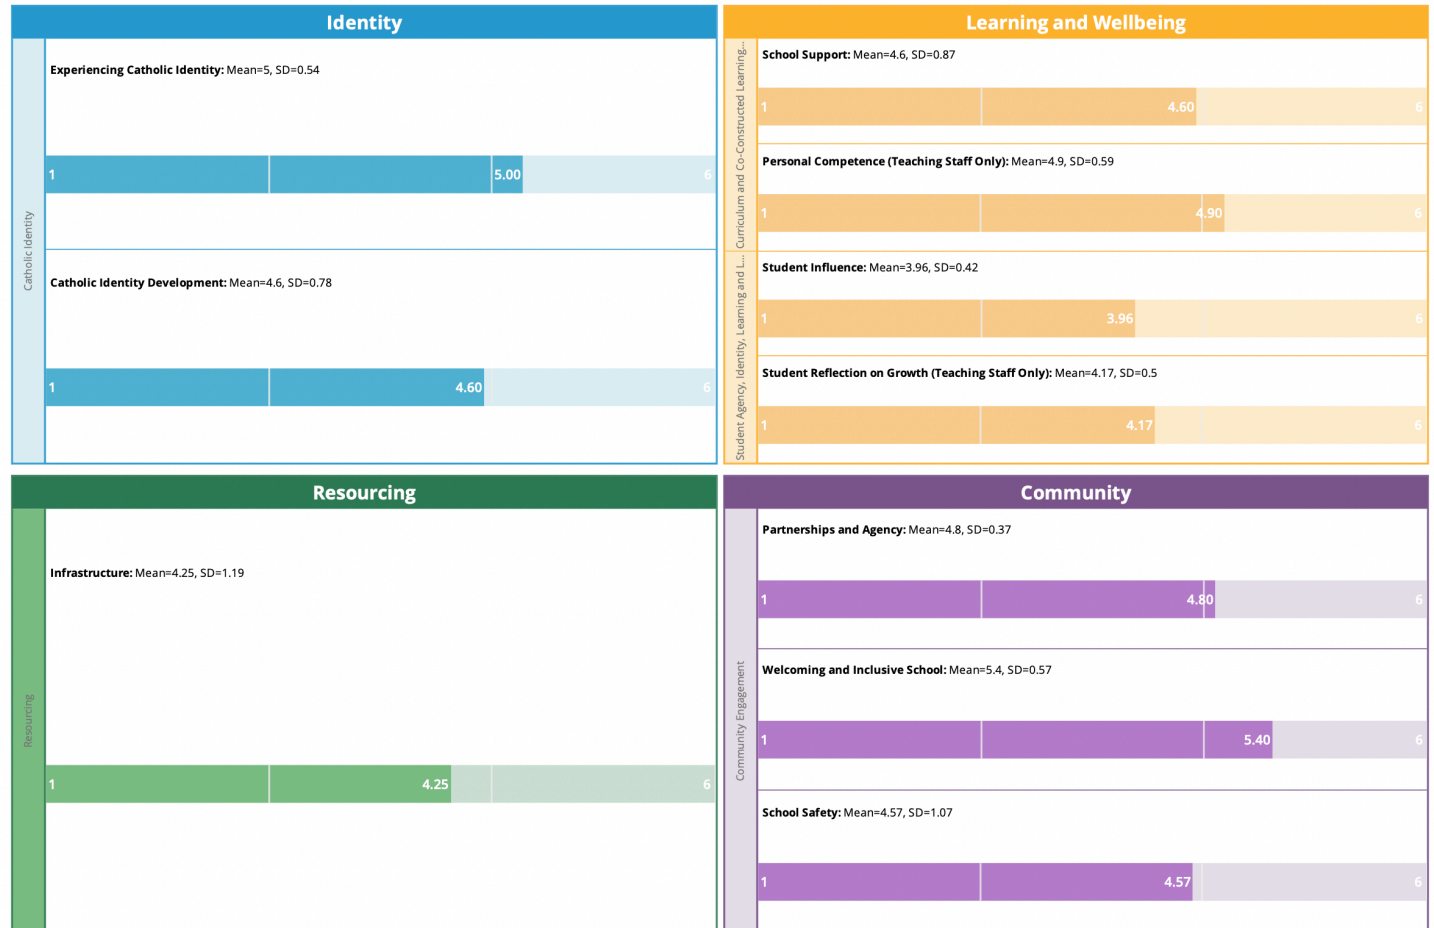 Identity
Catholic Identity
Experiencing Catholic Identity: Mean=5, SD=0.54
1 5.00 6
Catholic Identity Development: Mean=4.6, SD=0.78
1 4.60 6
Learning and Wellbeing
Curriculum and Co-Constructed Learning...
School Support: Mean=4.6, SD=0.87
1 4.60 6
Personal Competence (Teaching Staff Only): Mean=4.9, SD=0.59
1 4.90 6
Student Agency, Identity, Learning and L...
Student Influence: Mean=3.96, SD=0.42
1 3.96 6
Student Reflection on Growth (Teaching Staff Only): Mean=4.17, SD=0.5
1 4.17 6
Resourcing
Resourcing
Infrastructure: Mean=4.25, SD=1.19
1 4.25 6
Community
Community Engagement
Partnerships and Agency: Mean=4.8, SD=0.37
1 4.80 6
Welcoming and Inclusive School: Mean=5.4, SD=0.57
1 5.40 6
School Safety: Mean=4.57, SD=1.07
1 4.57 6